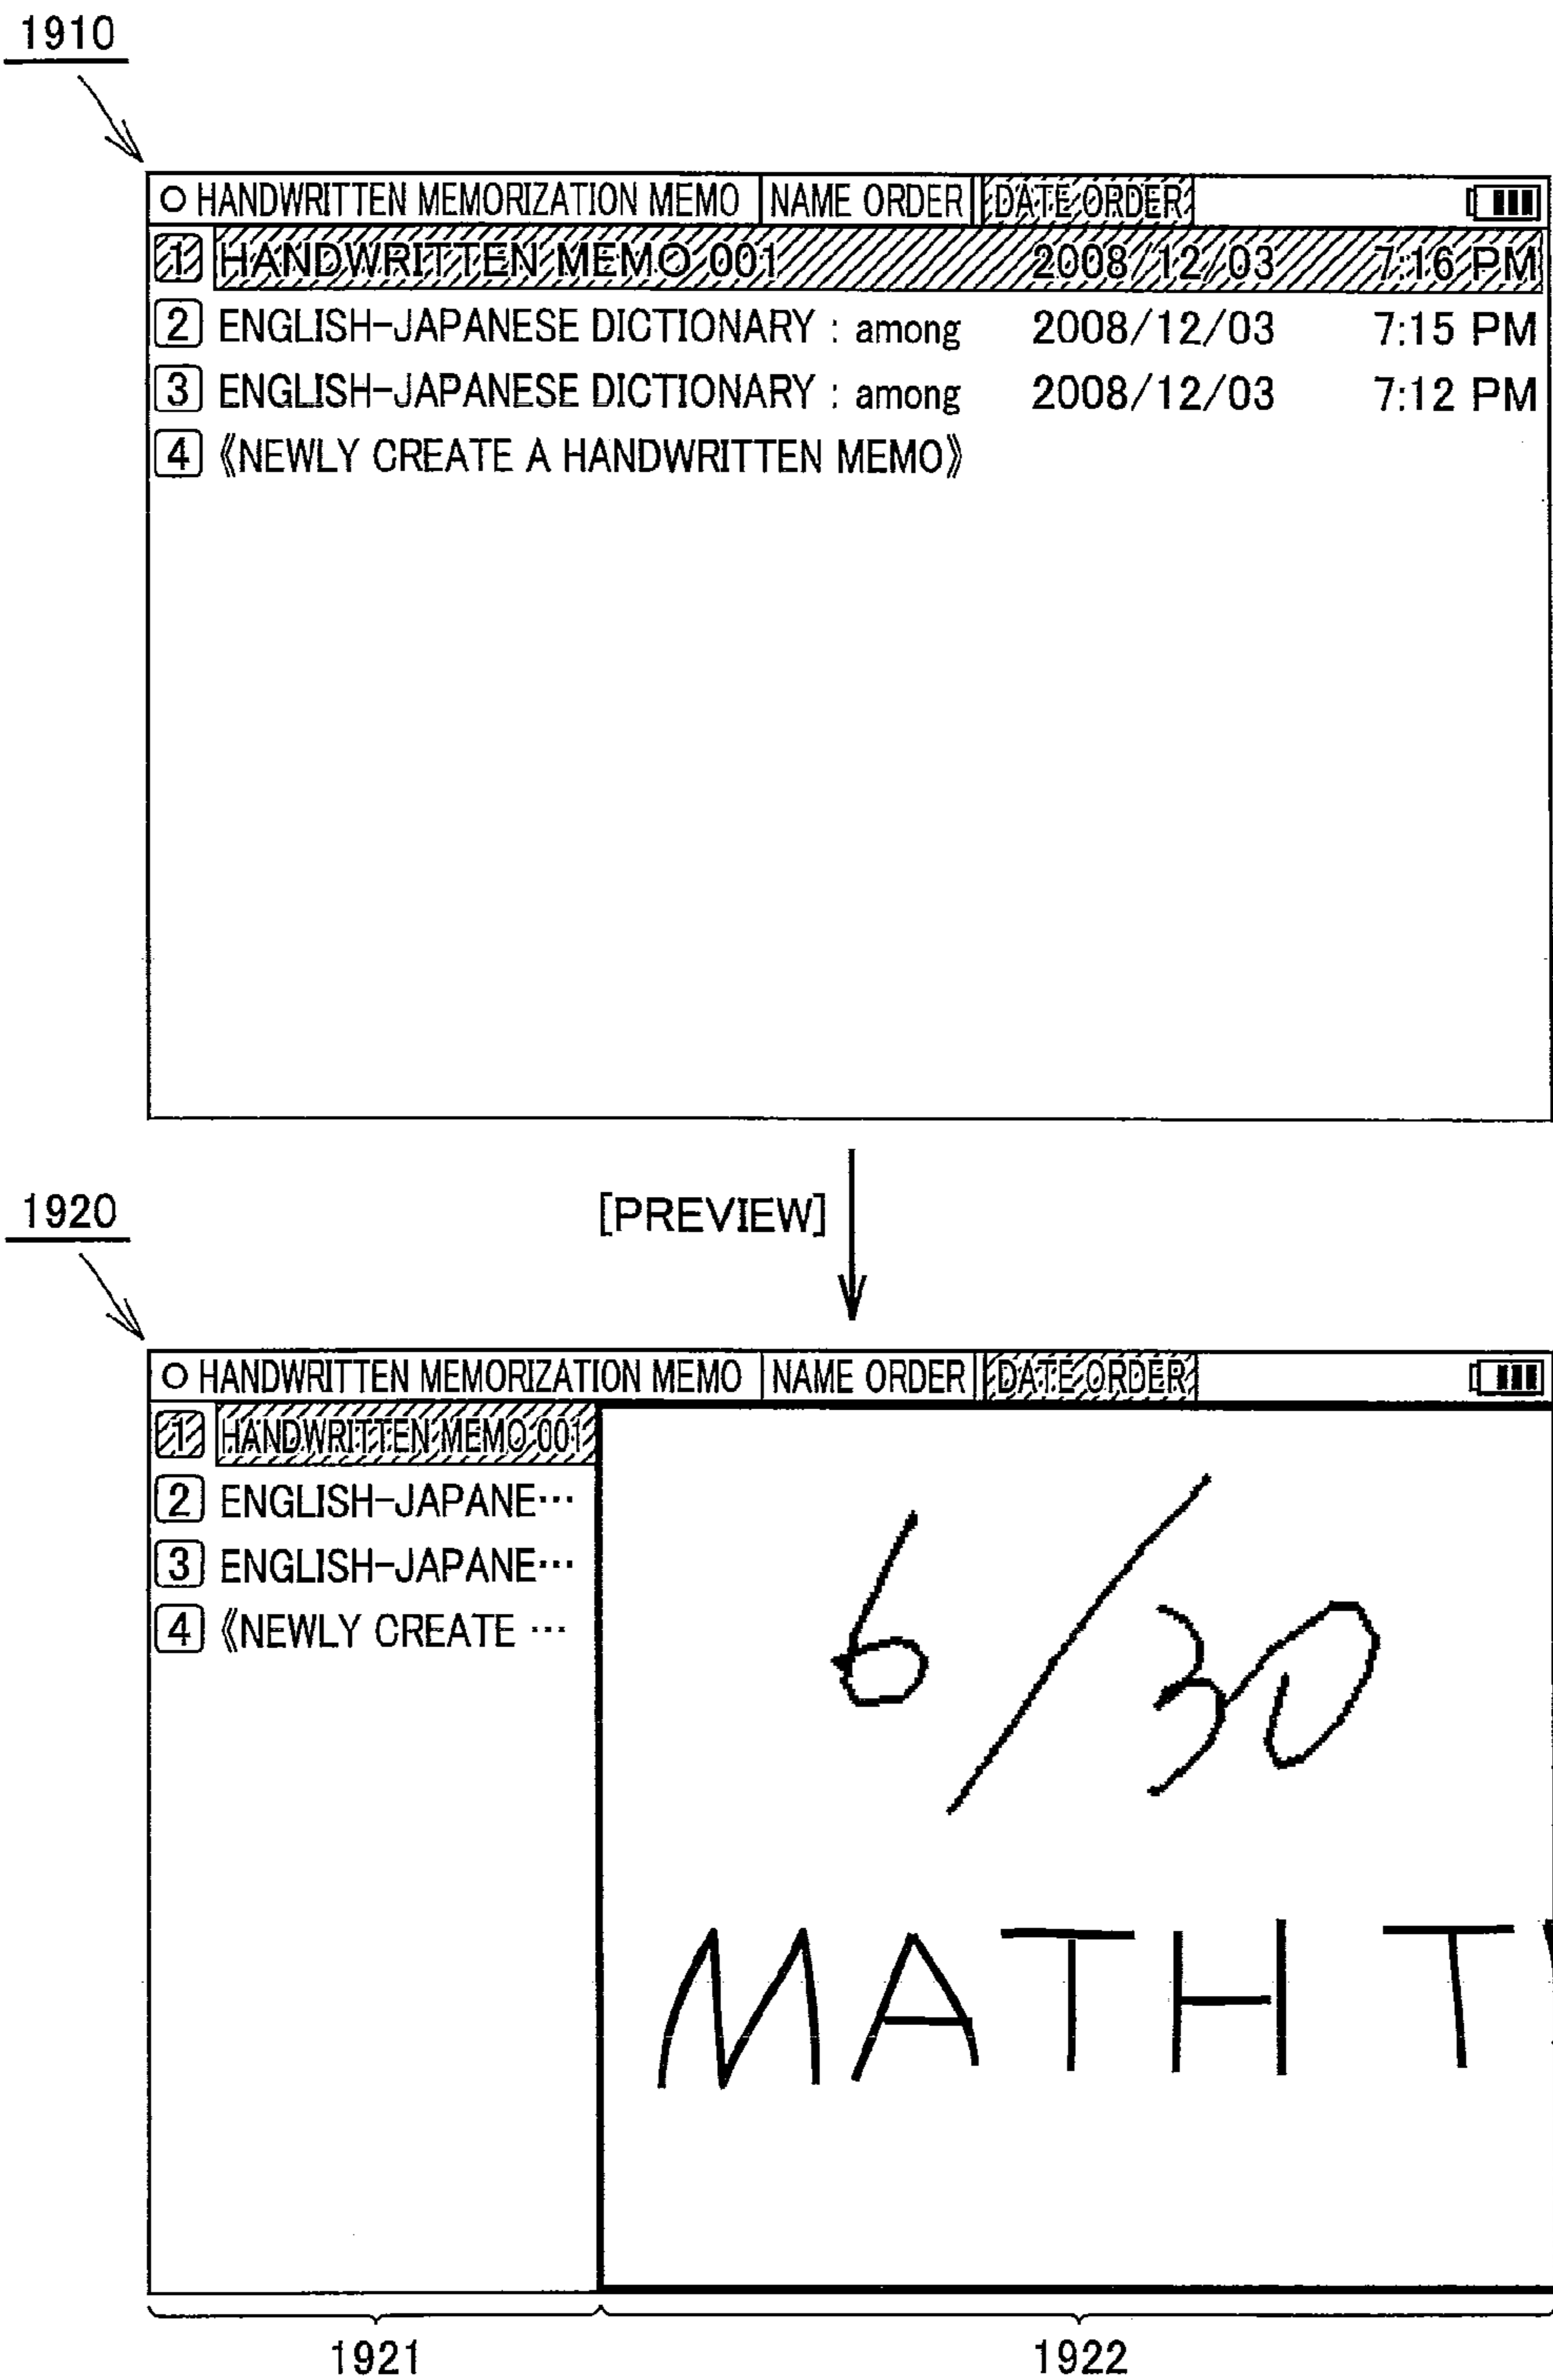 1910
○ HANDWRITTEN MEMORIZATION MEMO NAME ORDER DATE ORDER
1 HANDWRITTEN MEMO 001 2008/12/03 7:16 PM
2 ENGLISH-JAPANESE DICTIONARY : among 2008/12/03 7:15 PM
3 ENGLISH-JAPANESE DICTIONARY : among 2008/12/03 7:12 PM
4 《NEWLY CREATE A HANDWRITTEN MEMO》
[PREVIEW]
1920
○ HANDWRITTEN MEMORIZATION MEMO NAME ORDER DATE ORDER
1 HANDWRITTEN MEMO 001
2 ENGLISH-JAPANE…
3 ENGLISH-JAPANE…
4 《NEWLY CREATE …
6/30
MATH T
1921 1922